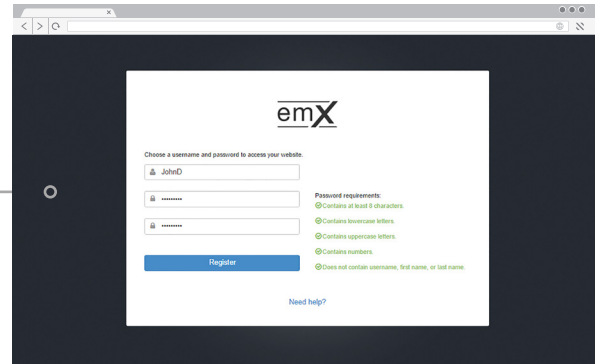 emX
Choose a username and password to access your website.
JohnD
•••••••••
•••••••••
Register
Password requirements:
Contains at least 6 characters.
Contains lowercase letters.
Contains uppercase letters.
Contains numbers.
Does not contain username, first name, or last name.
Need help?